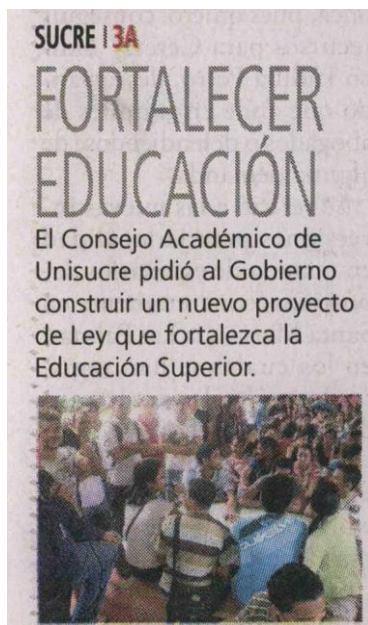 SUCRE | 3A
FORTALECER
EDUCACIÓN
El Consejo Académico de
Unisucre pidió al Gobierno
construir un nuevo proyecto
de Ley que fortalezca la
Educación Superior.